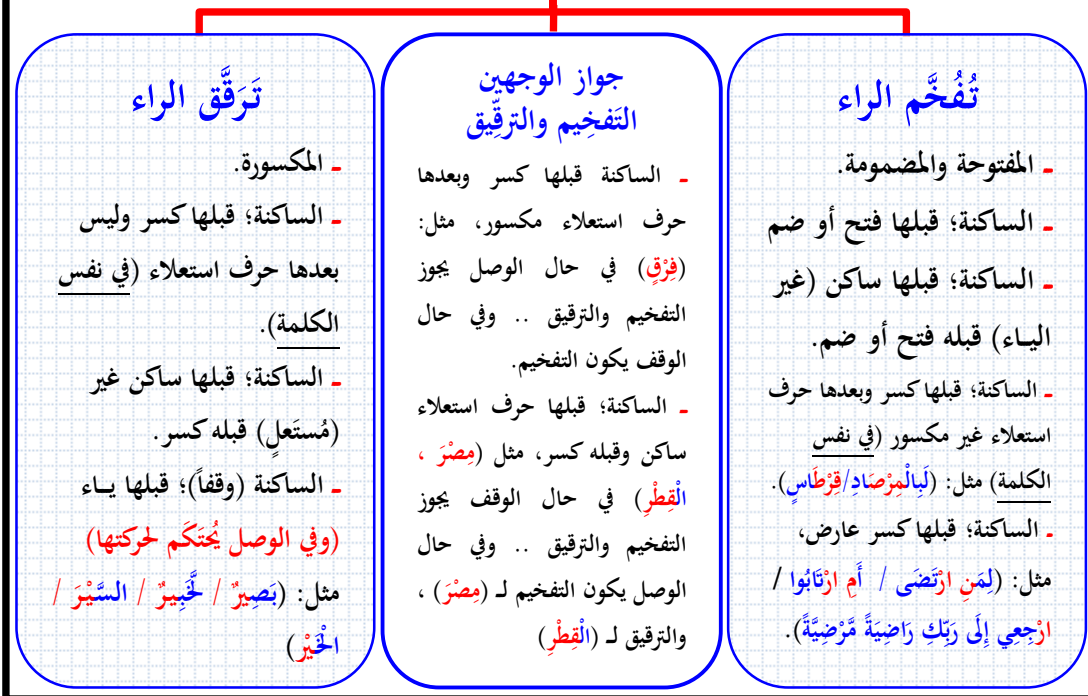 تُفُخَّم الراء
ـ المفتوحة والمضمومة.
ـ الساكنة؛ قبلها فتح أو ضم
ـ الساكنة؛ قبلها ساكن (غير
اليـاء) قبله فتح أو ضم.
ـ الساكنة؛ قبلها كسر وبعدها حرف
استعلاء غير مكسور (في نفس
الكلمة) مثل: (لَبِالْمِرْصَادِ/قِرْطَاسٍ).
ـ الساكنة؛ قبلها كسر عارض،
مثل: (لِمَنِ ارْتَضَى / أَمِ ارْتَابُوا /
ارْجِعِي إِلَى رَبِّكِ رَاضِيَةً مَّرْضِيَّةً).
جواز الوجهين
التَفخِيم والترقِّيق
ـ الساكنة قبلها كسر وبعدها
حرف استعلاء مكسور، مثل:
(فِرْقٍ) في حال الوصل يجوز
التفخيم والترقيق .. وفي حال
الوقف يكون التفخيم.
ـ الساكنة؛ قبلها حرف استعلاء
ساكن وقبله كسر، مثل (مِصْرَ ،
الْقِطْرِ) في حال الوقف يجوز
التفخيم والترقيق .. وفي حال
الوصل يكون التفخيم لـ (مِصْرَ) ،
والترقيق لـ (الْقِطْرِ)
تَرَقَّق الراء
ـ المكسورة.
ـ الساكنة؛ قبلها كسر وليس
بعدها حرف استعلاء (في نفس
الكلمة).
ـ الساكنة؛ قبلها ساكن غير
(مُستَعلٍ) قبله كسر.
ـ الساكنة (وقفاً)؛ قبلها يـاء
(وفي الوصل يُحتَكَم لحركتها)
مثل: (بَصِيرٌ / لَّخَبِيرٌ / السَّيْرَ /
الْخَيْرِ)